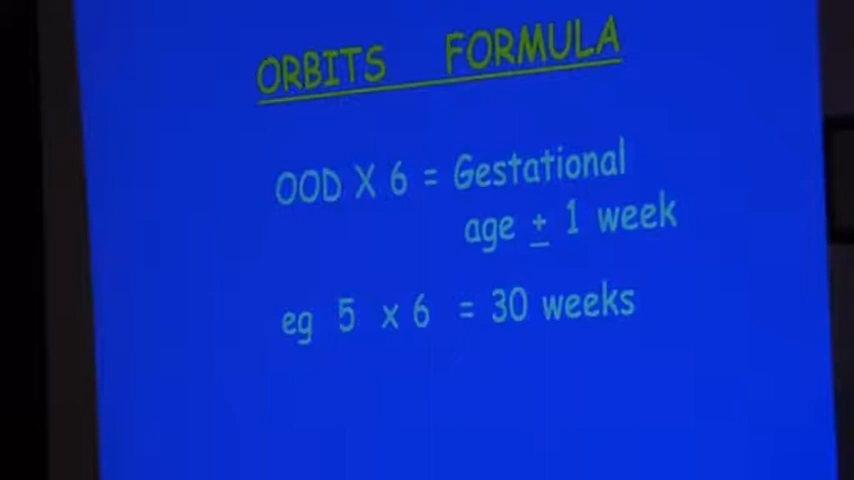 ORBITS FORMULA
OOD X 6 = Gestational
age ± 1 week
eg 5 x 6 = 30 weeks